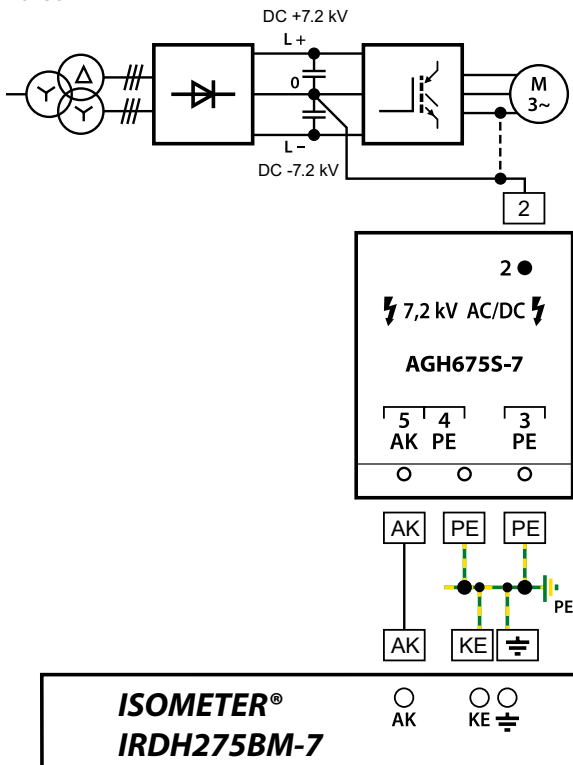 DC +7.2 kV
L +
0
L –
DC -7.2 kV
M
3~
Y
Δ
Y
2
2
7,2 kV AC/DC
AGH675S-7
5 4 3
AK PE PE
AK PE PE
PE
AK KE
ISOMETER®
IRDH275BM-7
AK KE